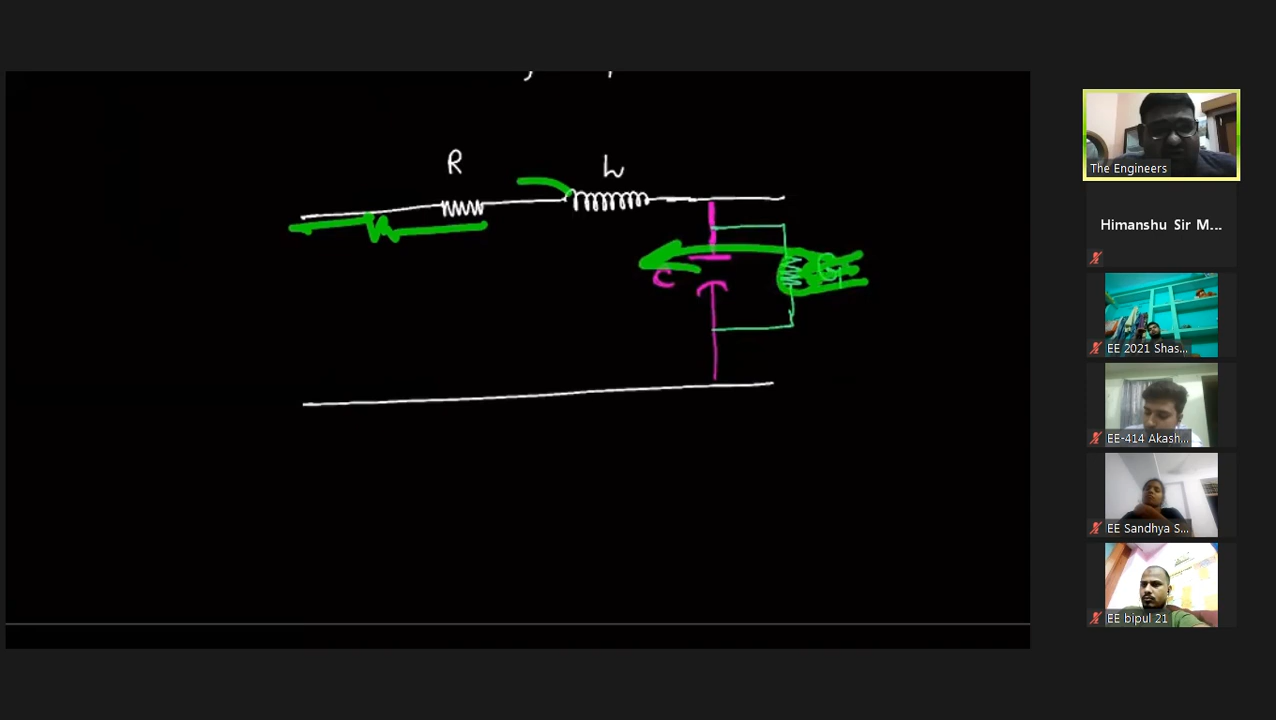 R
L
C
G
The Engineers
Himanshu Sir M...
EE 2021 Shas...
EE-414 Akash...
EE Sandhya S...
EE bipul 21